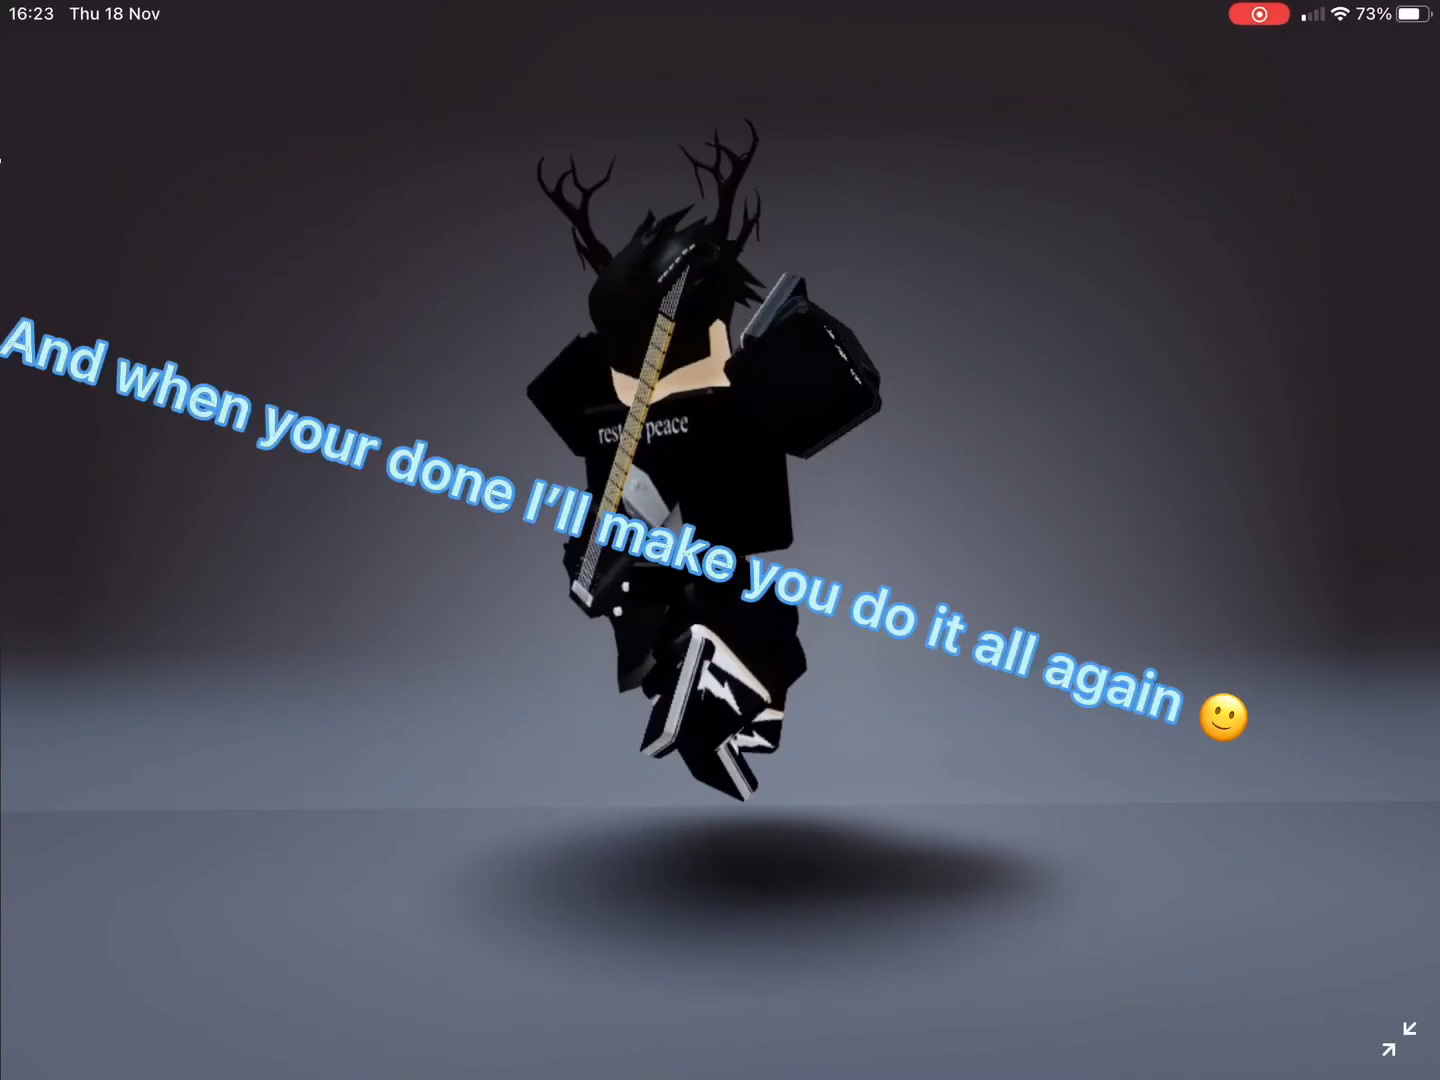 16:23 Thu 18 Nov
73%
And when your done I'll make you do it all again 🙂
rest peace